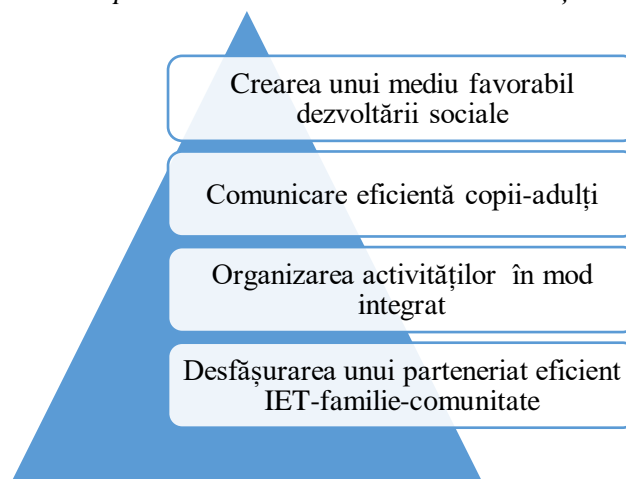 Crearea unui mediu favorabil
dezvoltării sociale
Comunicare eficientă copii-adulți
Organizarea activităților în mod
integrat
Desfășurarea unui parteneriat eficient
IET-familie-comunitate